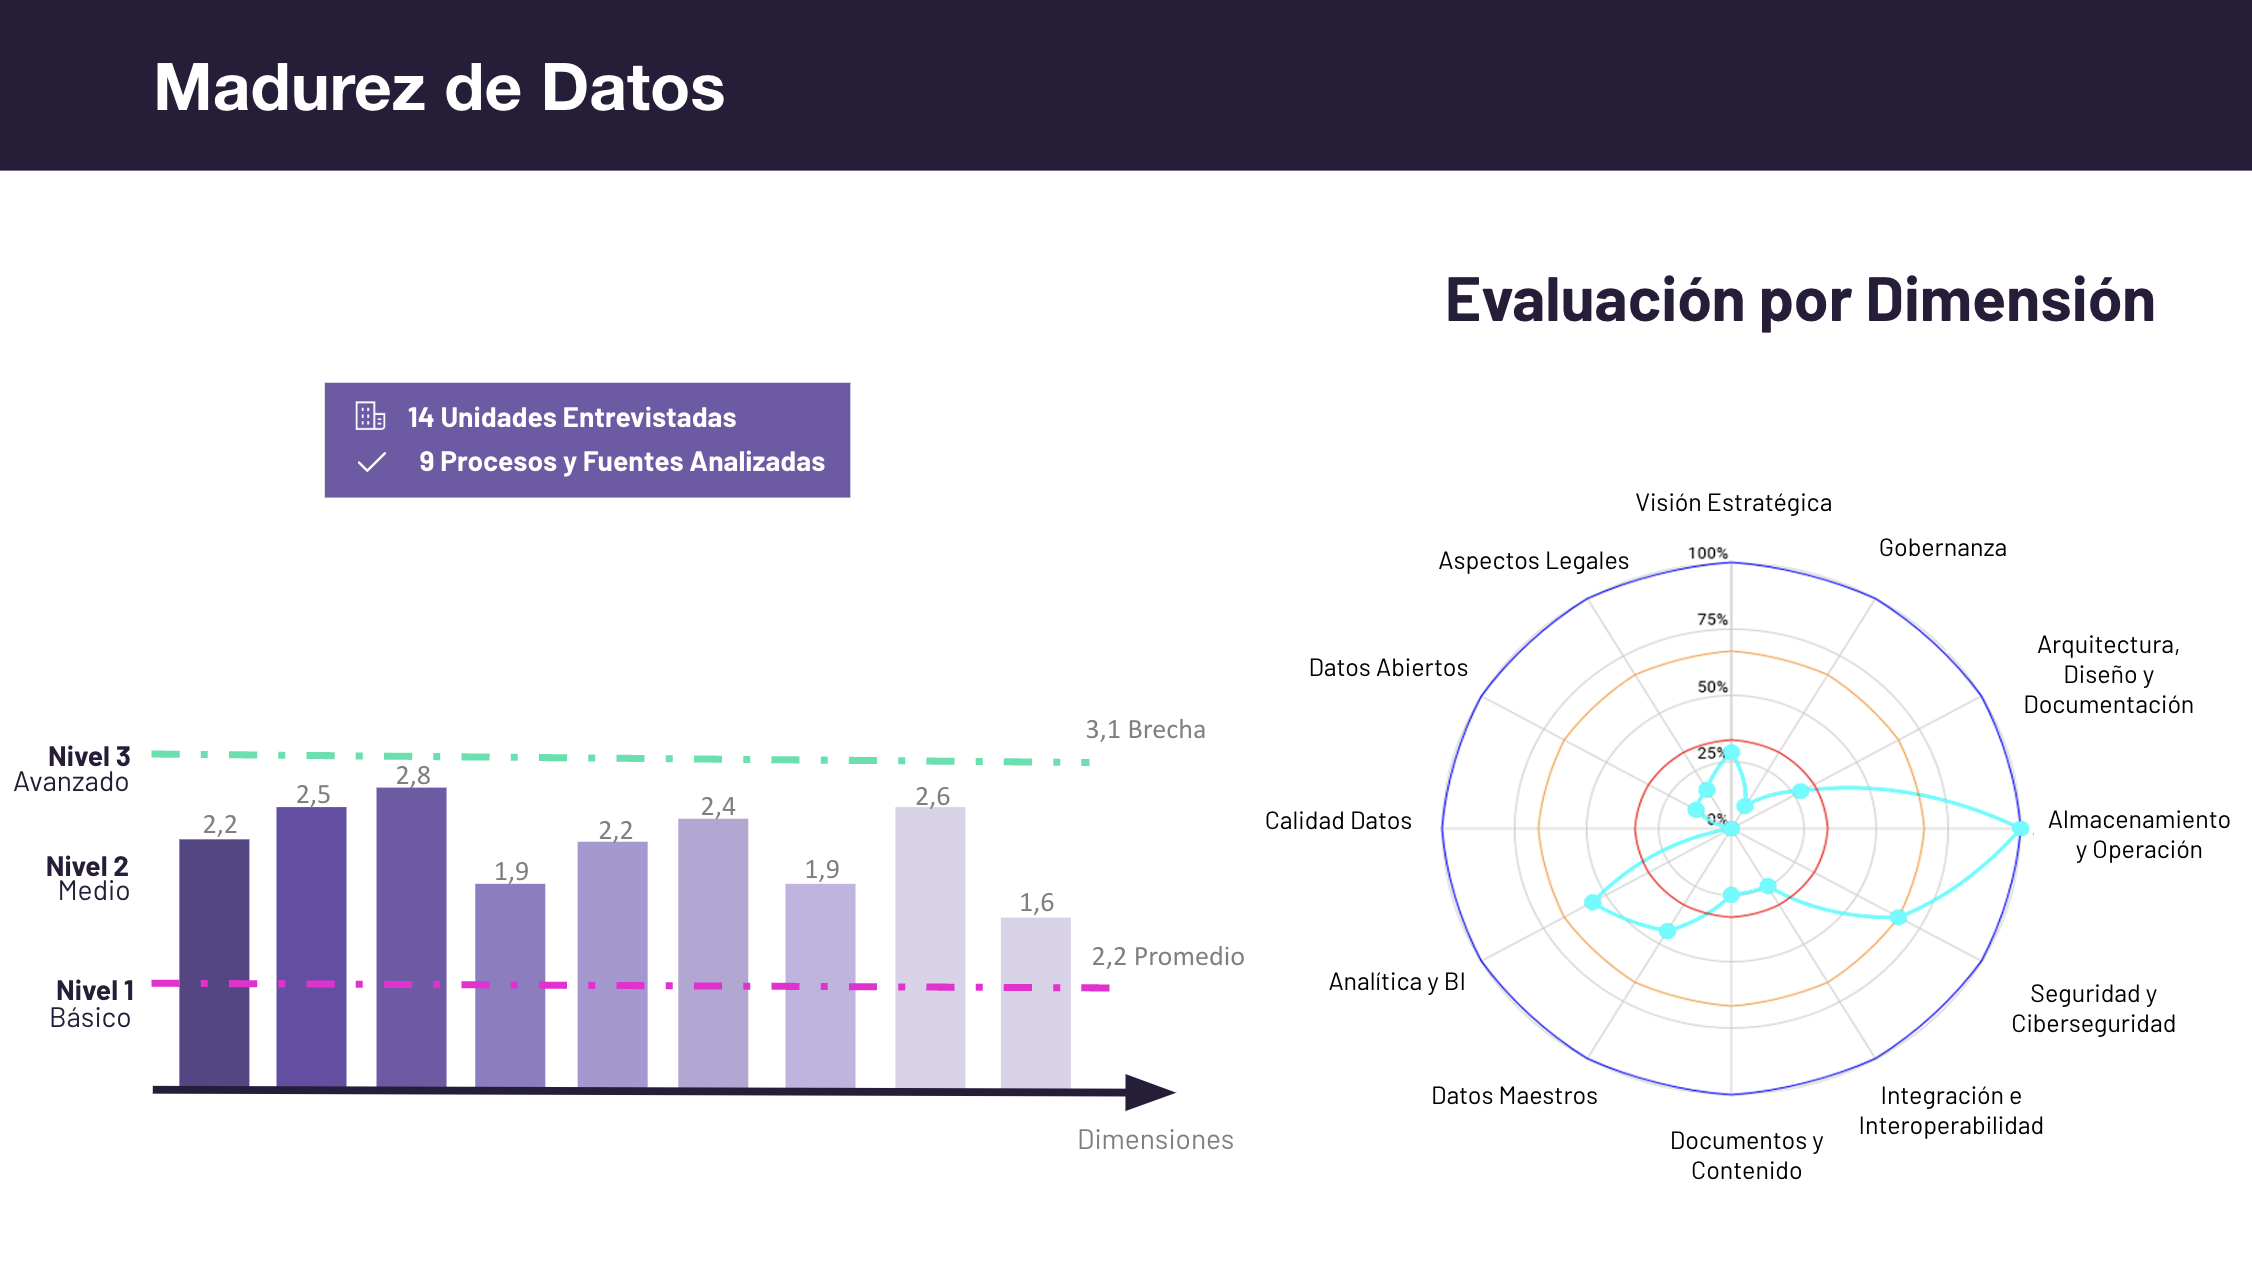 Madurez de Datos
14 Unidades Entrevistadas
9 Procesos y Fuentes Analizadas
3,1 Brecha
Nivel 3
Avanzado
Nivel 2
Medio
Nivel 1
Básico
2,2
2,5
2,8
1,9
2,2
2,4
1,9
2,6
1,6
2,2 Promedio
Dimensiones
Evaluación por Dimensión
Visión Estratégica
Gobernanza
Arquitectura,
Diseño y
Documentación
Almacenamiento
y Operación
Seguridad y
Ciberseguridad
Integración e
Interoperabilidad
Documentos y
Contenido
Datos Maestros
Analítica y BI
Calidad Datos
Datos Abiertos
Aspectos Legales
100%
75%
50%
25%
0%